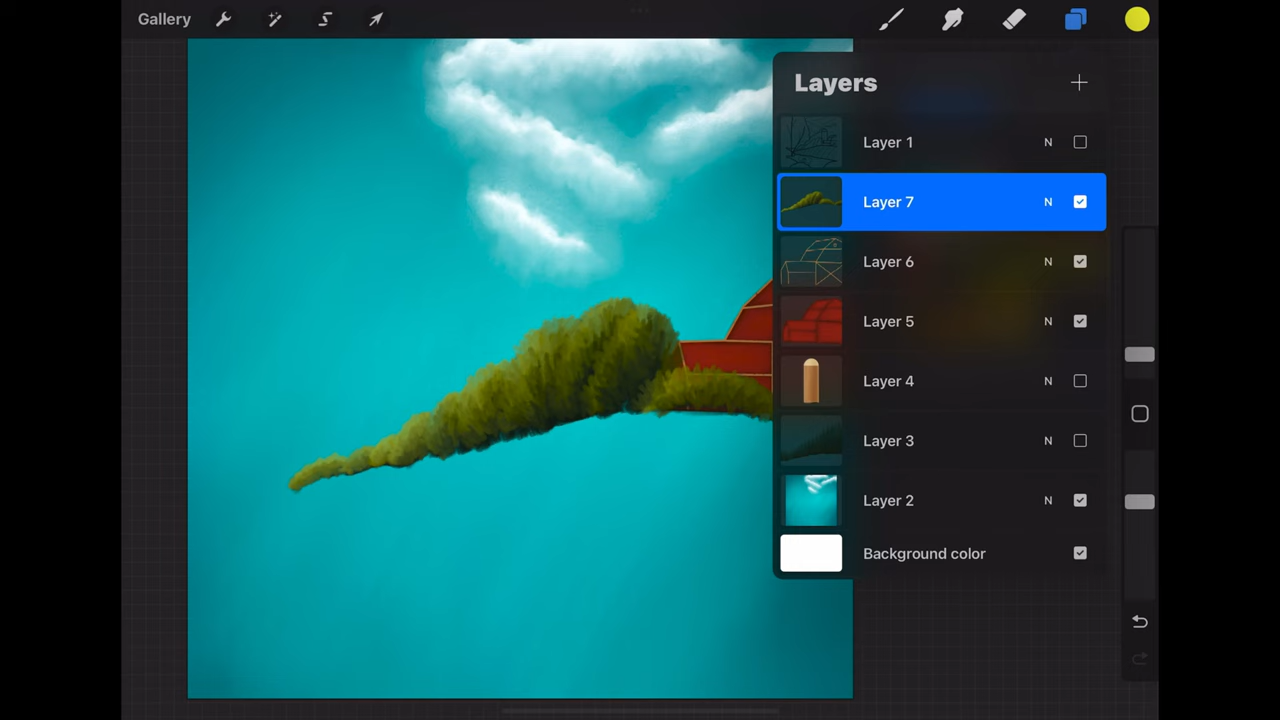 Gallery
Layers
Layer 1 N
Layer 7 N
Layer 6 N
Layer 5 N
Layer 4 N
Layer 3 N
Layer 2 N
Background color